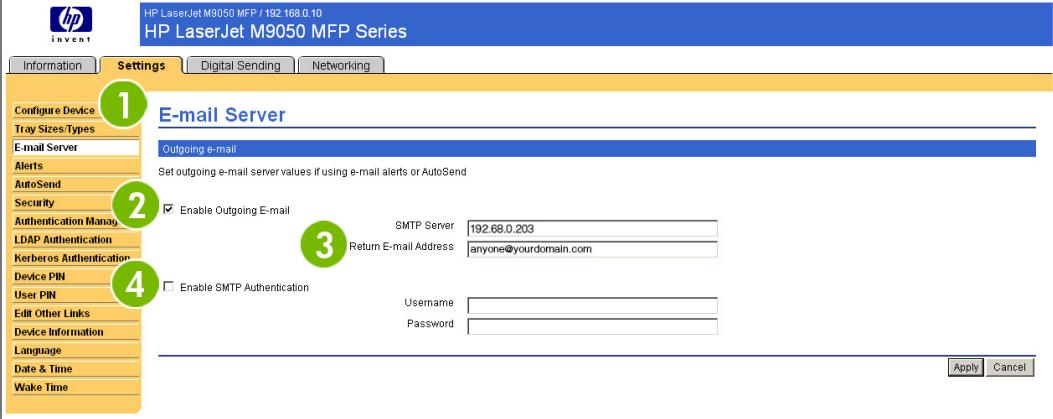 hp
invent
HP LaserJet M9050 MFP / 192.168.0.10
HP LaserJet M9050 MFP Series
Information
Settings
Digital Sending
Networking
1
Configure Device
Tray Sizes/Types
E-mail Server
Alerts
AutoSend
Security
Authentication Manag
LDAP Authentication
Kerberos Authentication
Device PIN
User PIN
Edit Other Links
Device Information
Language
Date & Time
Wake Time
E-mail Server
Outgoing e-mail
Set outgoing e-mail server values if using e-mail alerts or AutoSend
2
Enable Outgoing E-mail
SMTP Server 192.68.0.203
3
Return E-mail Address anyone@yourdomain.com
4
Enable SMTP Authentication
Username
Password
Apply Cancel